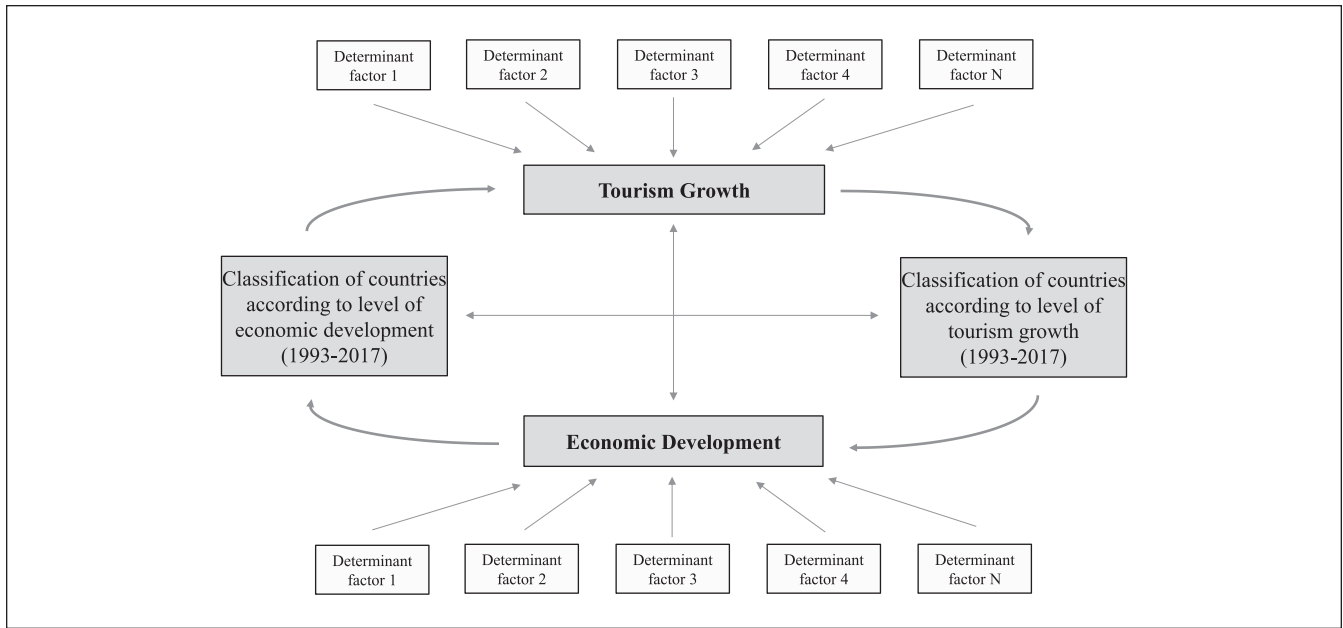 Determinant
factor 1
Determinant
factor 2
Determinant
factor 3
Determinant
factor 4
Determinant
factor N
Tourism Growth
Classification of countries
according to level of
economic development
(1993-2017)
Classification of countries
according to level of
tourism growth
(1993-2017)
Economic Development
Determinant
factor 1
Determinant
factor 2
Determinant
factor 3
Determinant
factor 4
Determinant
factor N